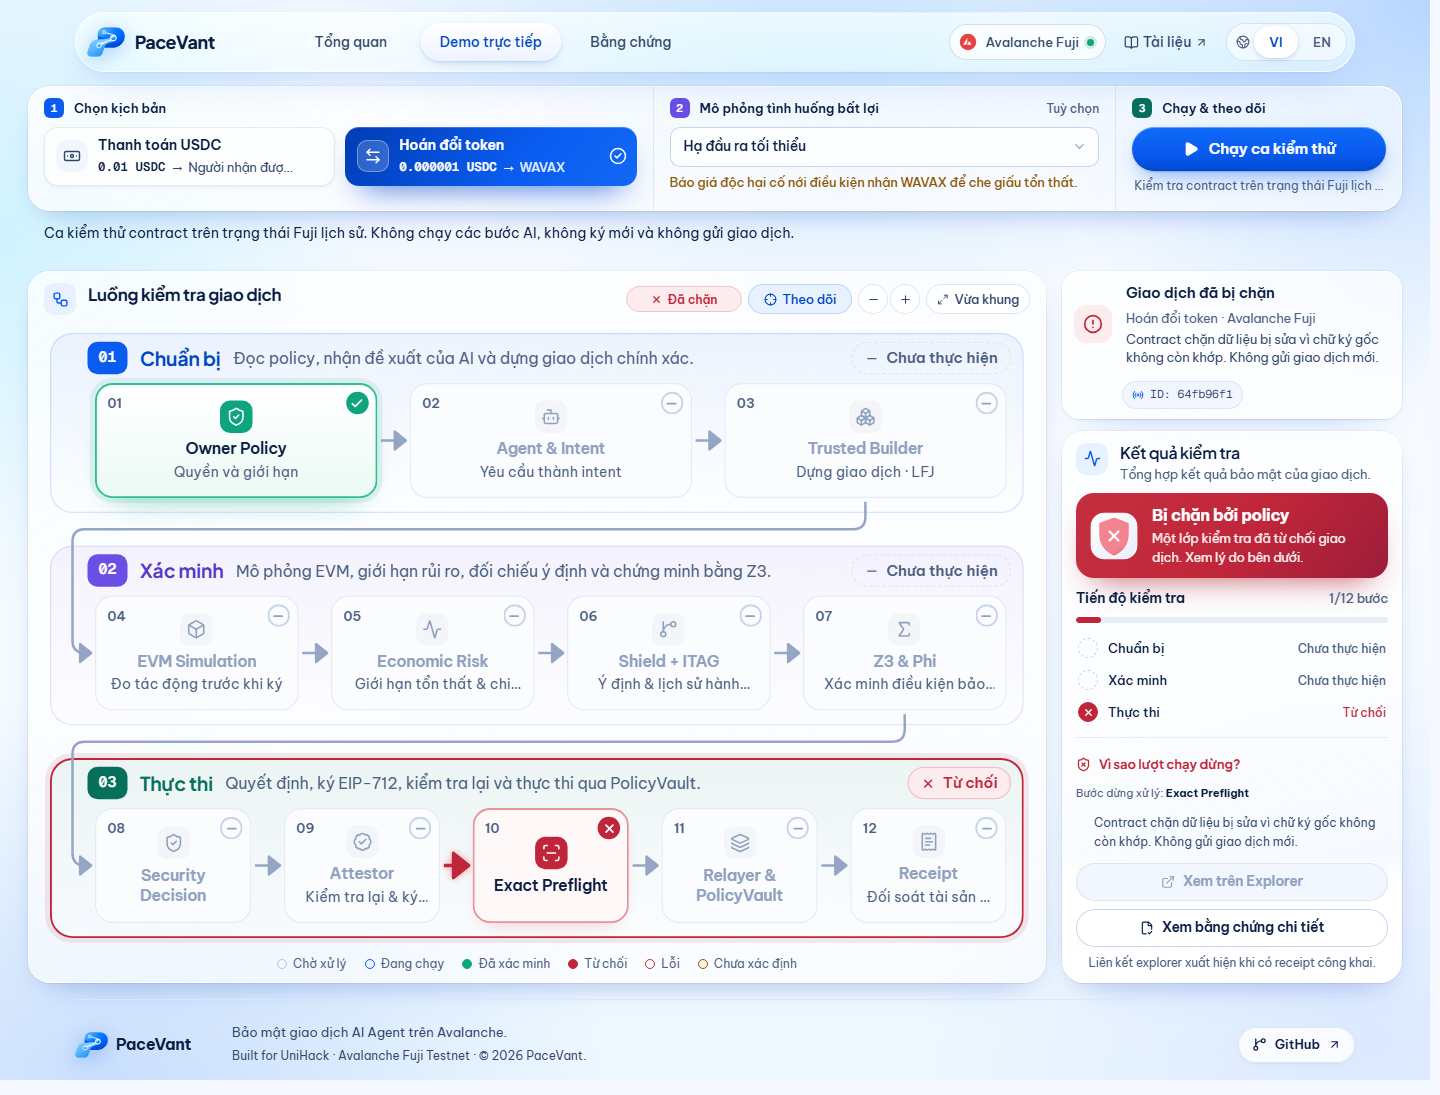 PaceVant
Tổng quan
Demo trực tiếp
Bằng chứng
Avalanche Fuji
Tài liệu
VI
EN
1 Chọn kịch bản
Thanh toán USDC
0.01 USDC → Người nhận đượ...
Hoán đổi token
0.000001 USDC → WAVAX
2 Mô phỏng tình huống bất lợi
Tuỳ chọn
Hạ đầu ra tối thiểu
Báo giá độc hại cố nới điều kiện nhận WAVAX để che giấu tổn thất.
3 Chạy & theo dõi
Chạy ca kiểm thử
Kiểm tra contract trên trạng thái Fuji lịch ...
Ca kiểm thử contract trên trạng thái Fuji lịch sử. Không chạy các bước AI, không ký mới và không gửi giao dịch.
Luồng kiểm tra giao dịch
Đã chặn
Theo dõi
Vừa khung
01 Chuẩn bị Đọc policy, nhận đề xuất của AI và dựng giao dịch chính xác.
Chưa thực hiện
01
Owner Policy
Quyền và giới hạn
02
Agent & Intent
Yêu cầu thành intent
03
Trusted Builder
Dựng giao dịch · LFJ
02 Xác minh Mô phỏng EVM, giới hạn rủi ro, đối chiếu ý định và chứng minh bằng Z3.
Chưa thực hiện
04
EVM Simulation
Đo tác động trước khi ký
05
Economic Risk
Giới hạn tổn thất & chi...
06
Shield + ITAG
Ý định & lịch sử hành...
07
Z3 & Phi
Xác minh điều kiện bảo...
03 Thực thi Quyết định, ký EIP-712, kiểm tra lại và thực thi qua PolicyVault.
Từ chối
08
Security
Decision
09
Attestor
Kiểm tra lại & ký...
10
Exact Preflight
11
Relayer &
PolicyVault
12
Receipt
Đối soát tài sản ...
Chờ xử lý
Đang chạy
Đã xác minh
Từ chối
Lỗi
Chưa xác định
Giao dịch đã bị chặn
Hoán đổi token · Avalanche Fuji
Contract chặn dữ liệu bị sửa vì chữ ký gốc
không còn khớp. Không gửi giao dịch mới.
ID: 64fb96f1
Kết quả kiểm tra
Tổng hợp kết quả bảo mật của giao dịch.
Bị chặn bởi policy
Một lớp kiểm tra đã từ chối giao
dịch. Xem lý do bên dưới.
Tiến độ kiểm tra
1/12 bước
Chuẩn bị
Chưa thực hiện
Xác minh
Chưa thực hiện
Thực thi
Từ chối
Vì sao lượt chạy dừng?
Bước dừng xử lý: Exact Preflight
Contract chặn dữ liệu bị sửa vì chữ ký gốc không
còn khớp. Không gửi giao dịch mới.
Xem trên Explorer
Xem bằng chứng chi tiết
Liên kết explorer xuất hiện khi có receipt công khai.
PaceVant
Bảo mật giao dịch AI Agent trên Avalanche.
Built for UniHack · Avalanche Fuji Testnet · © 2026 PaceVant.
GitHub